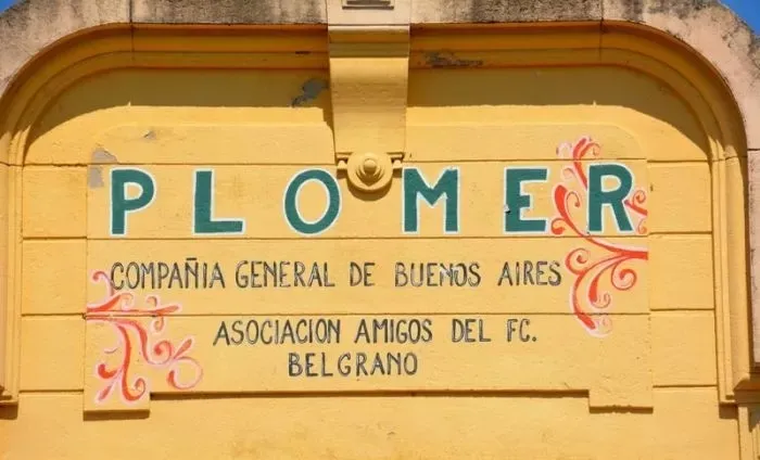 PLOMER
COMPAÑIA GENERAL DE BUENOS AIRES
ASOCIACION AMIGOS DEL FC.
BELGRANO